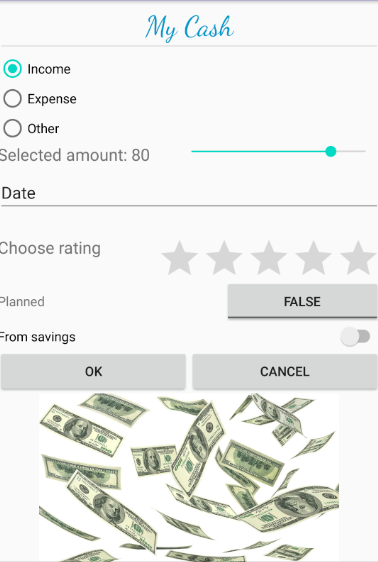 My Cash
Income
Expense
Other
Selected amount: 80
Date
Choose rating
Planned
FALSE
From savings
OK
CANCEL